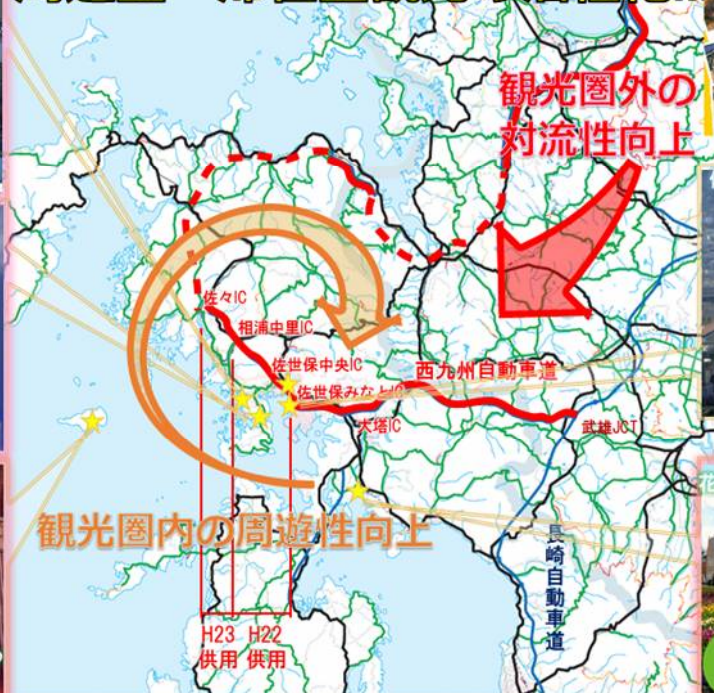 観光圏外の
対流性向上
佐々IC
相浦中里IC
佐世保中央IC
佐世保みなとIC
西九州自動車道
大塔IC
武雄JCT
観光圏内の周遊性向上
長崎自動車道
H23 H22
供用 供用
花